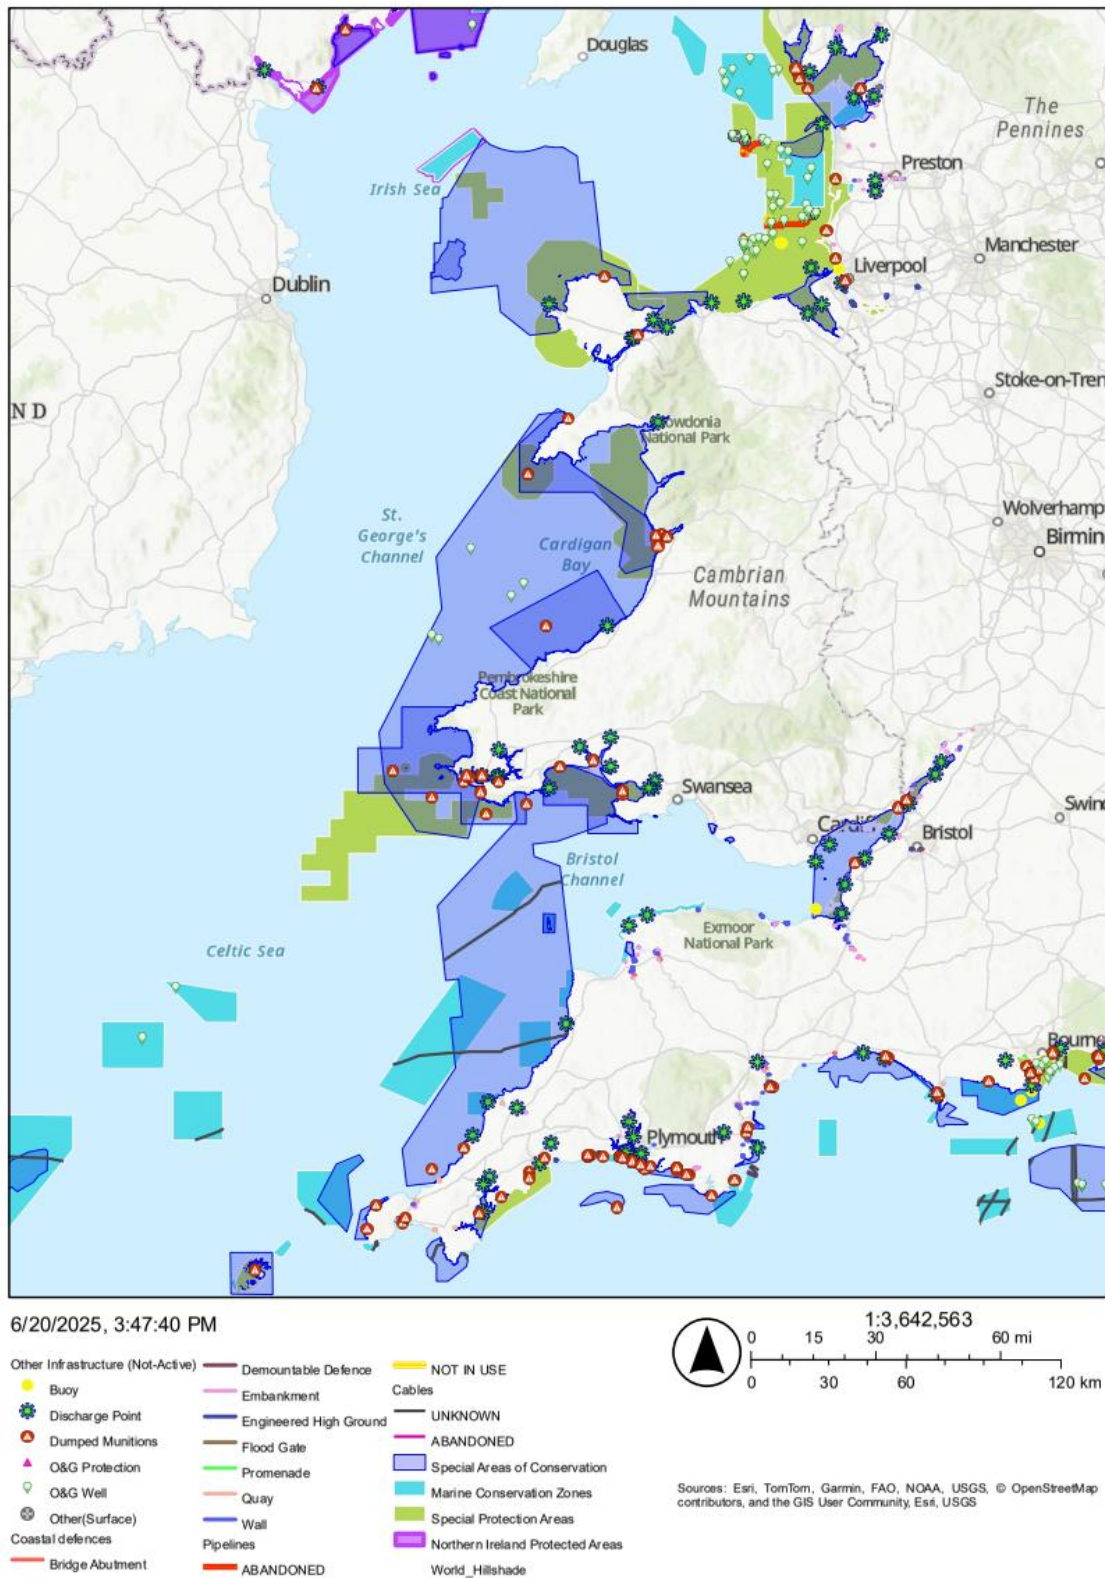 Douglas
The
Pennines
Preston
Irish Sea
Manchester
Liverpool
Dublin
Stoke-on-Tren
N D
owdonia
National Park
Wolverhamp
St.
George's
Channel
Cardigan
Bay
Birmin
Cambrian
Mountains
Pembrokeshire
Coast National
Park
Swansea
Swin
Cardiff
Bristol
Bristol
Channel
Exmoor
National Park
Celtic Sea
Bourne
Plymouth
6/20/2025, 3:47:40 PM
1:3,642,563
0 15 30 60 mi
0 30 60 120 km
Other Infrastructure (Not-Active)
Buoy
Discharge Point
Dumped Munitions
O&G Protection
O&G Well
Other(Surface)
Coastal defences
Bridge Abutment
Demountable Defence
Embankment
Engineered High Ground
Flood Gate
Promenade
Quay
Wall
Pipelines
ABANDONED
NOT IN USE
Cables
UNKNOWN
ABANDONED
Special Areas of Conservation
Marine Conservation Zones
Special Protection Areas
Northern Ireland Protected Areas
World_Hillshade
Sources: Esri, TomTom, Garmin, FAO, NOAA, USGS, © OpenStreetMap
contributors, and the GIS User Community, Esri, USGS